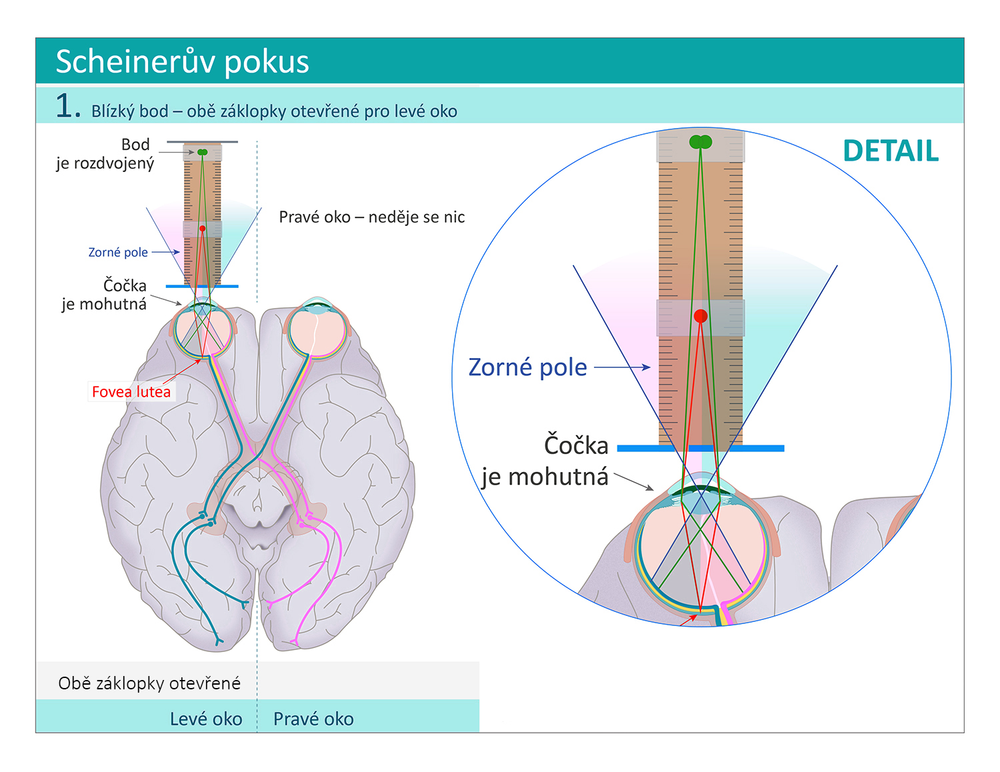 Scheinerův pokus
1. Blízký bod – obě záklopky otevřené pro levé oko
Bod
je rozdvojený
Pravé oko – neděje se nic
Zorné pole
Čočka
je mohutná
Fovea lutea
DETAIL
Zorné pole
Čočka
je mohutná
Obě záklopky otevřené
Levé oko
Pravé oko